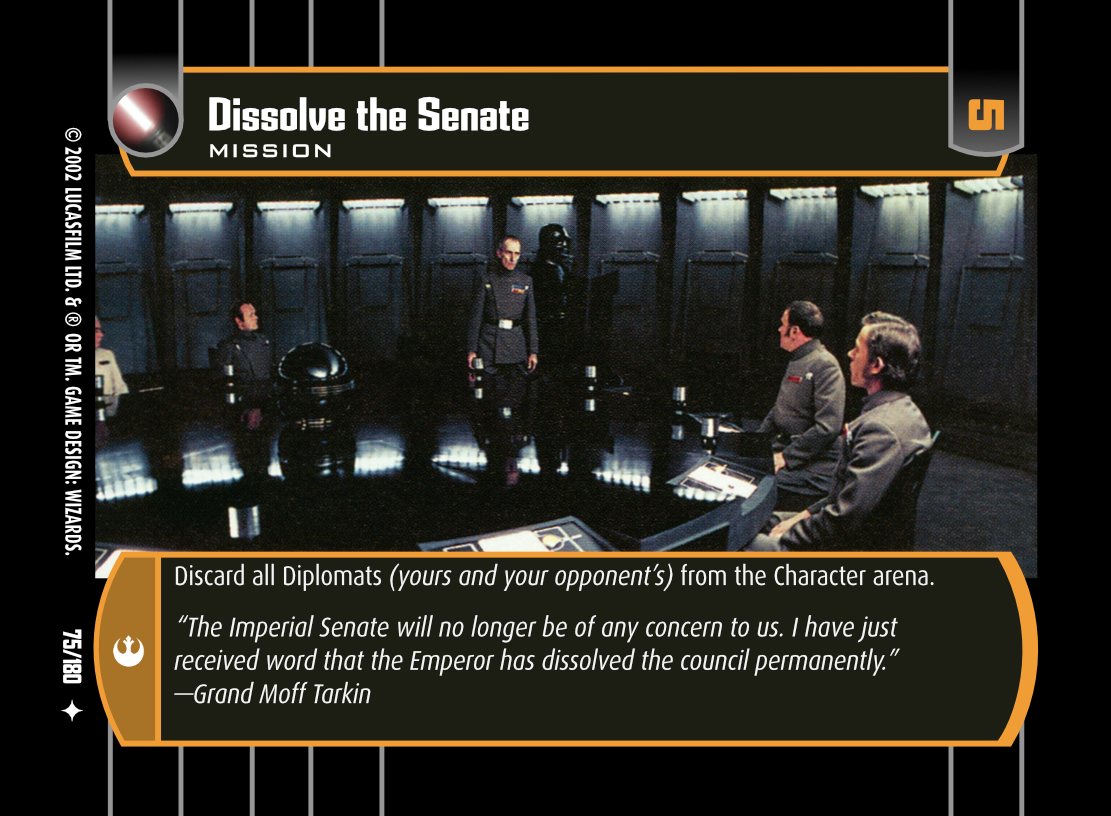 Dissolve the Senate
MISSION
5
Discard all Diplomats (yours and your opponent's) from the Character arena.
“The Imperial Senate will no longer be of any concern to us. I have just
received word that the Emperor has dissolved the council permanently.”
—Grand Moff Tarkin
© 2002 LUCASFILM LTD. & ® OR TM. GAME DESIGN: WIZARDS.
75/180